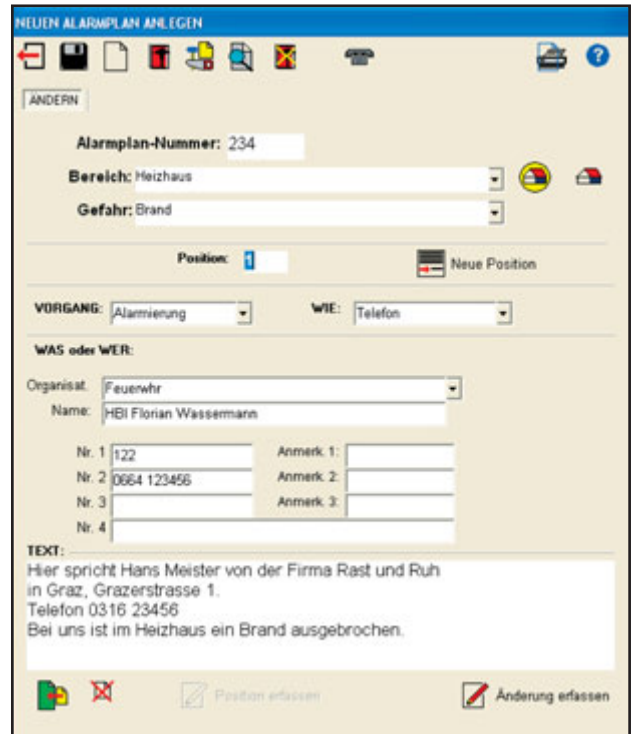 NEUEN ALARMPLAN ANLEGEN
?
ÄNDERN
Alarmplan-Nummer: 234
Bereich: Heizhaus
Gefahr: Brand
Position: 1 Neue Position
VORGANG: Alarmierung WIE: Telefon
WAS oder WER:
Organisat. Feuerwhr
Name: HBI Florian Wassermann
Nr. 1 122 Anmerk. 1:
Nr. 2 0664 123456 Anmerk. 2:
Nr. 3 Anmerk. 3:
Nr. 4
TEXT:
Hier spricht Hans Meister von der Firma Rast und Ruh
in Graz, Grazerstrasse 1.
Telefon 0316 23456
Bei uns ist im Heizhaus ein Brand ausgebrochen.
Position erfassen Änderung erfassen